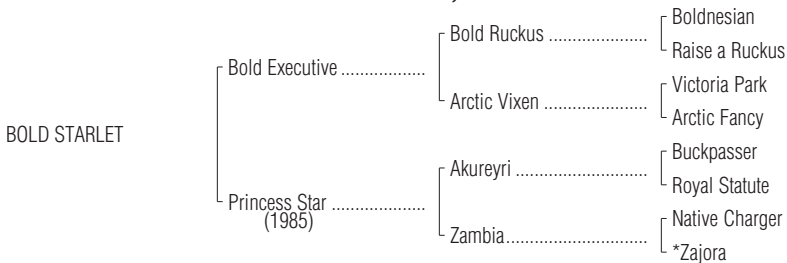 Boldnesian
Bold Ruckus ......................
Raise a Ruckus
Bold Executive ..................
Victoria Park
Arctic Vixen ......................
Arctic Fancy
BOLD STARLET
Buckpasser
Akureyri ............................
Royal Statute
Princess Star ....................
(1985)
Native Charger
Zambia..............................
*Zajora